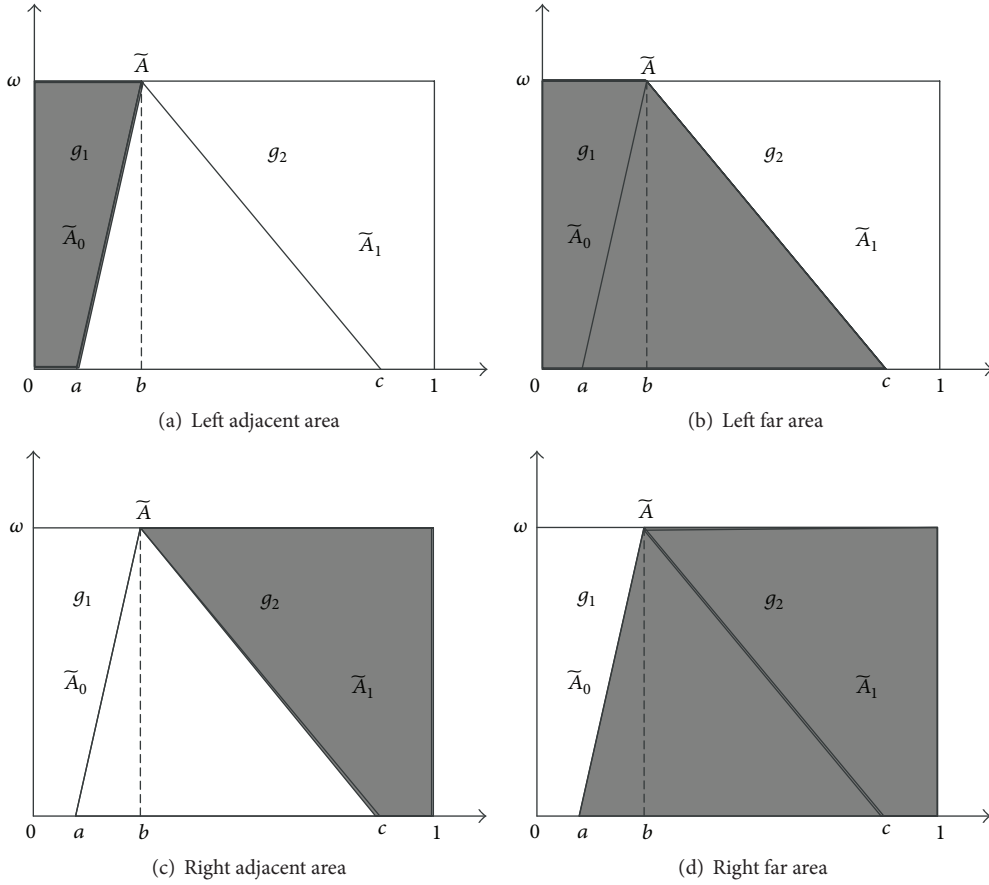 Ã
ω
g₁
g₂
Ã₀
Ã₁
0 a b c 1
(a) Left adjacent area
Ã
g₁
g₂
Ã₀
Ã₁
0 a b c 1
(b) Left far area
Ã
ω
g₁
g₂
Ã₀
Ã₁
0 a b c 1
(c) Right adjacent area
Ã
ω
g₁
g₂
Ã₀
Ã₁
0 a b c 1
(d) Right far area